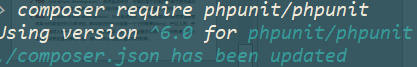 > composer require phpunit/phpunit
Using version ^6.0 for phpunit/phpunit
./composer.json has been updated